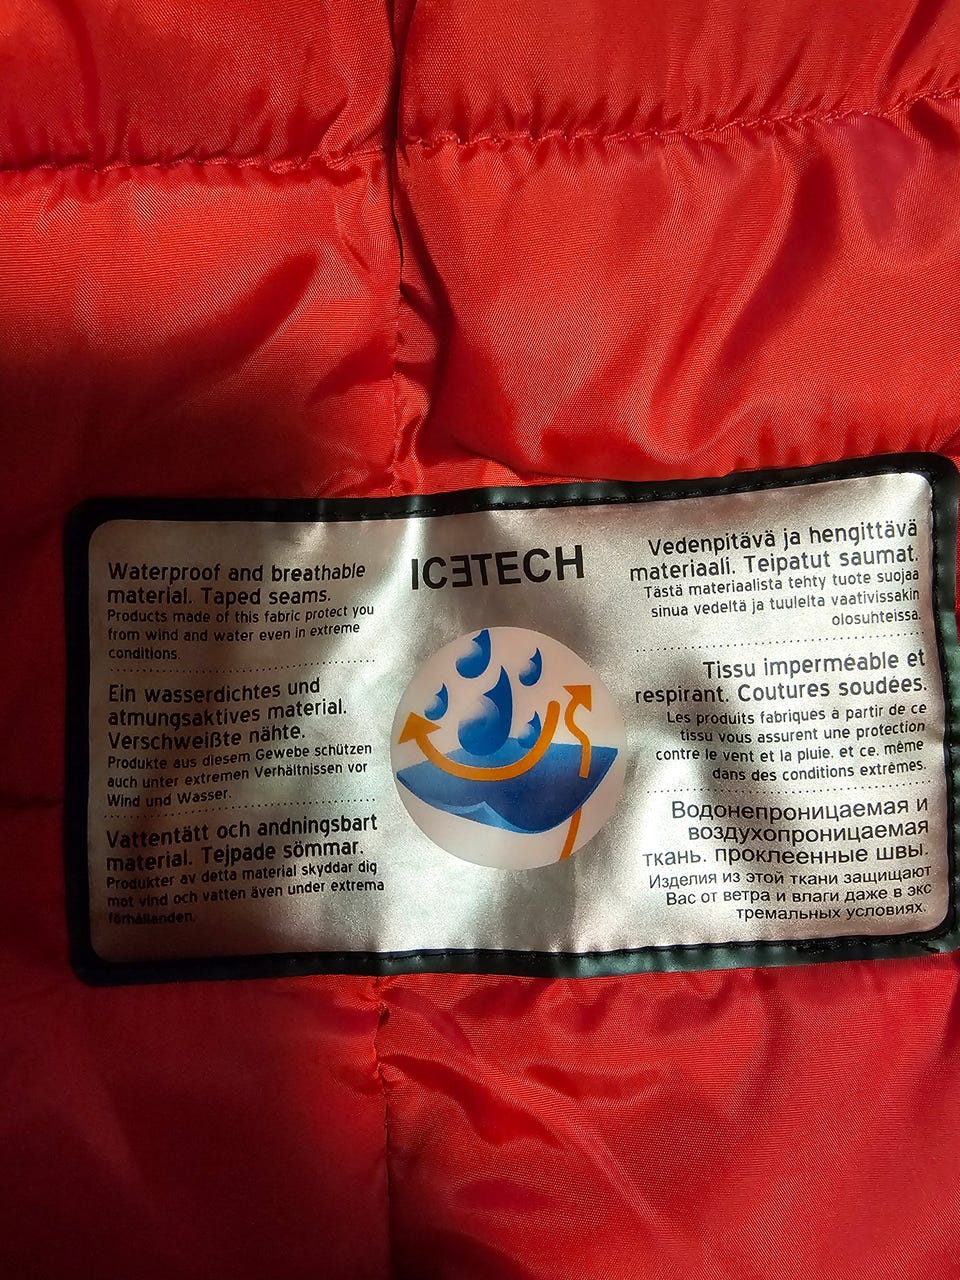 ICƎTECH
Waterproof and breathable
material. Taped seams.
Products made of this fabric protect you
from wind and water even in extreme
conditions.
Ein wasserdichtes und
atmungsaktives material.
Verschweißte nähte.
Produkte aus diesem Gewebe schützen
auch unter extremen Verhältnissen vor
Wind und Wasser.
Vattentätt och andningsbart
material. Tejpade sömmar.
Produkter av detta material skyddar dig
mot vind och vatten även under extrema
förhållanden.
Vedenpitävä ja hengittävä
materiaali. Teipatut saumat.
Tästä materiaalista tehty tuote suojaa
sinua vedeltä ja tuulelta vaativissakin
olosuhteissa.
Tissu imperméable et
respirant. Coutures soudées.
Les produits fabriqués à partir de ce
tissu vous assurent une protection
contre le vent et la pluie, et ce, même
dans des conditions extrêmes.
Водонепроницаемая и
воздухопроницаемая
ткань. проклеенные швы.
Изделия из этой ткани защищают
Вас от ветра и влаги даже в экс
тремальных условиях.